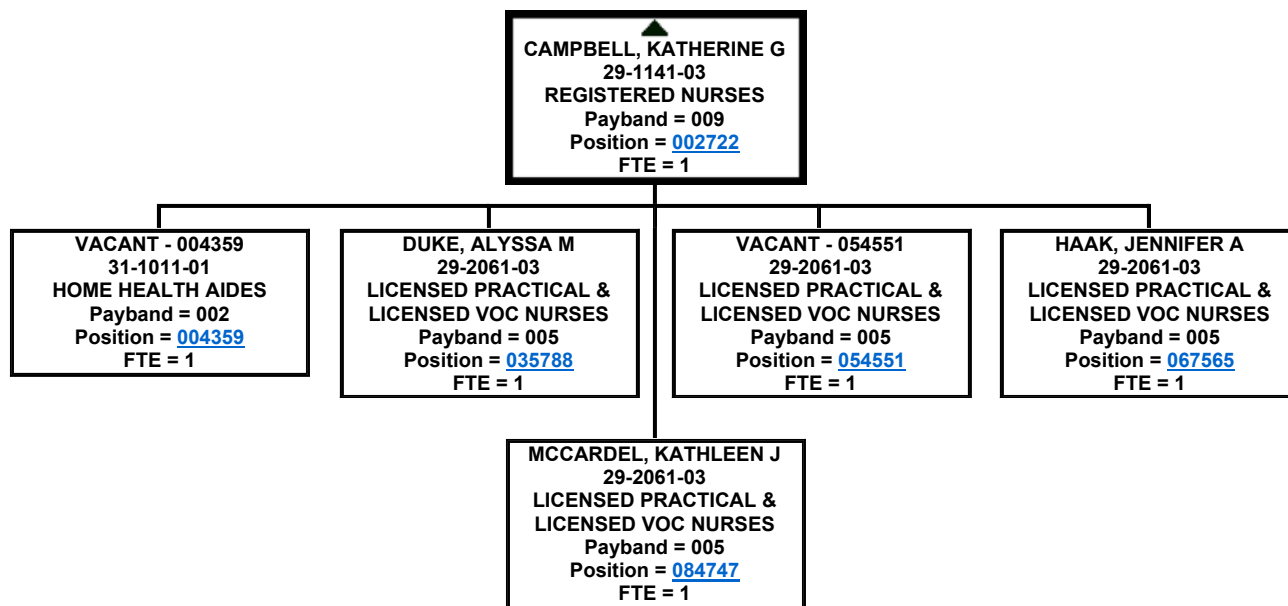 CAMPBELL, KATHERINE G
29-1141-03
REGISTERED NURSES
Payband = 009
Position = 002722
FTE = 1
VACANT - 004359
31-1011-01
HOME HEALTH AIDES
Payband = 002
Position = 004359
FTE = 1
DUKE, ALYSSA M
29-2061-03
LICENSED PRACTICAL &
LICENSED VOC NURSES
Payband = 005
Position = 035788
FTE = 1
VACANT - 054551
29-2061-03
LICENSED PRACTICAL &
LICENSED VOC NURSES
Payband = 005
Position = 054551
FTE = 1
HAAK, JENNIFER A
29-2061-03
LICENSED PRACTICAL &
LICENSED VOC NURSES
Payband = 005
Position = 067565
FTE = 1
MCCARDEL, KATHLEEN J
29-2061-03
LICENSED PRACTICAL &
LICENSED VOC NURSES
Payband = 005
Position = 084747
FTE = 1